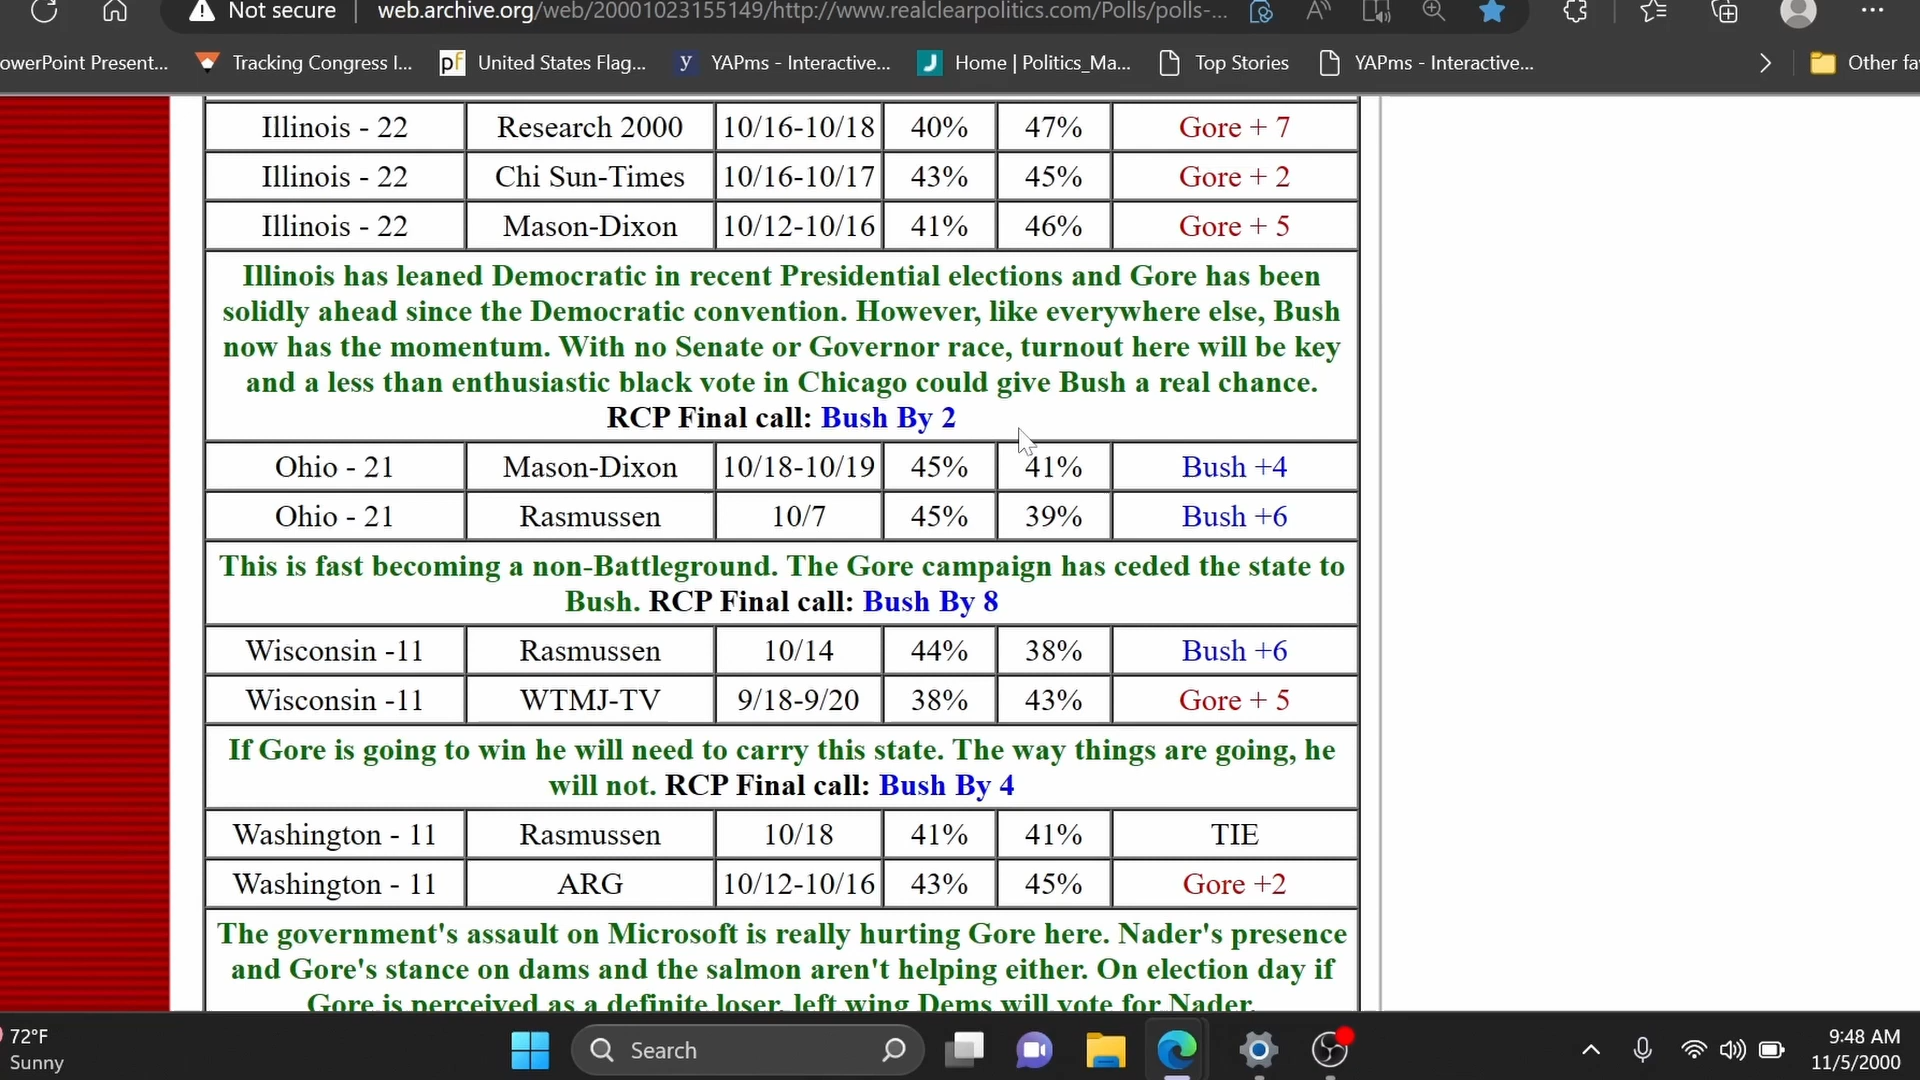 Not secure | web.archive.org/web/20001023155149/http://www.realclearpolitics.com/Polls/polls-...
owerPoint Present... Tracking Congress I... pf United States Flag... y YAPms - Interactive... J Home | Politics_Ma... Top Stories YAPms - Interactive... Other fa
Illinois - 22 Research 2000 10/16-10/18 40% 47% Gore + 7
Illinois - 22 Chi Sun-Times 10/16-10/17 43% 45% Gore + 2
Illinois - 22 Mason-Dixon 10/12-10/16 41% 46% Gore + 5
Illinois has leaned Democratic in recent Presidential elections and Gore has been
solidly ahead since the Democratic convention. However, like everywhere else, Bush
now has the momentum. With no Senate or Governor race, turnout here will be key
and a less than enthusiastic black vote in Chicago could give Bush a real chance.
RCP Final call: Bush By 2
Ohio - 21 Mason-Dixon 10/18-10/19 45% 41% Bush +4
Ohio - 21 Rasmussen 10/7 45% 39% Bush +6
This is fast becoming a non-Battleground. The Gore campaign has ceded the state to
Bush. RCP Final call: Bush By 8
Wisconsin -11 Rasmussen 10/14 44% 38% Bush +6
Wisconsin -11 WTMJ-TV 9/18-9/20 38% 43% Gore + 5
If Gore is going to win he will need to carry this state. The way things are going, he
will not. RCP Final call: Bush By 4
Washington - 11 Rasmussen 10/18 41% 41% TIE
Washington - 11 ARG 10/12-10/16 43% 45% Gore +2
The government's assault on Microsoft is really hurting Gore here. Nader's presence
and Gore's stance on dams and the salmon aren't helping either. On election day if
Gore is perceived as a definite loser, left wing Dems will vote for Nader.
72°F
Sunny
Search
9:48 AM
11/5/2000